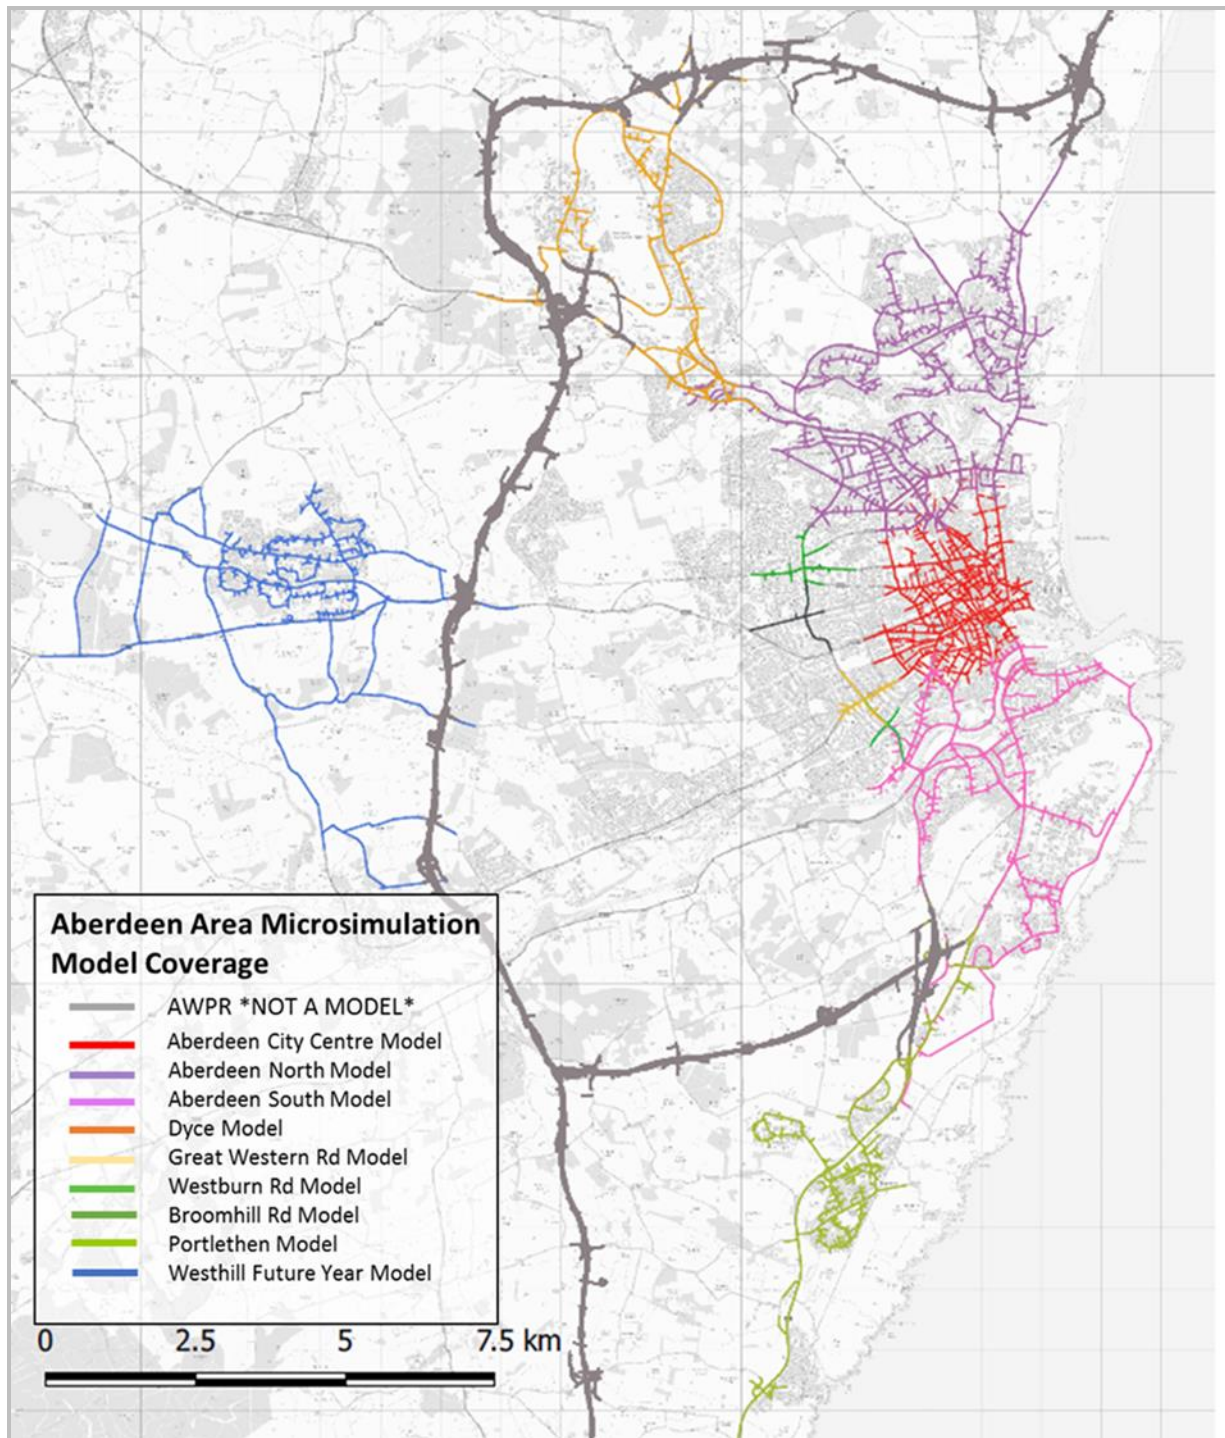 Aberdeen Area Microsimulation
Model Coverage
AWPR *NOT A MODEL*
Aberdeen City Centre Model
Aberdeen North Model
Aberdeen South Model
Dyce Model
Great Western Rd Model
Westburn Rd Model
Broomhill Rd Model
Portlethen Model
Westhill Future Year Model
0 2.5 5 7.5 km